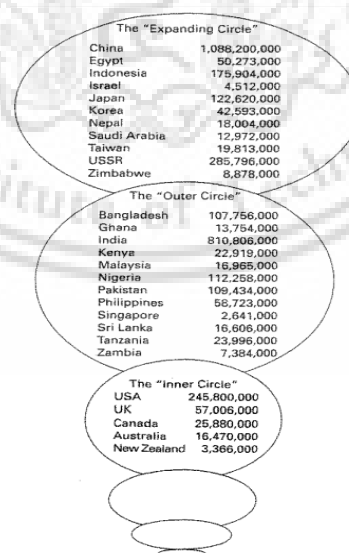 The "Expanding Circle"
China 1,088,200,000
Egypt 50,273,000
Indonesia 175,904,000
Israel 4,512,000
Japan 122,620,000
Korea 42,593,000
Nepal 18,004,000
Saudi Arabia 12,972,000
Taiwan 19,813,000
USSR 285,796,000
Zimbabwe 8,878,000
The "Outer Circle"
Bangladesh 107,756,000
Ghana 13,754,000
India 810,806,000
Kenya 22,919,000
Malaysia 16,965,000
Nigeria 112,258,000
Pakistan 109,434,000
Philippines 58,723,000
Singapore 2,641,000
Sri Lanka 16,606,000
Tanzania 23,996,000
Zambia 7,384,000
The "Inner Circle"
USA 245,800,000
UK 57,006,000
Canada 25,880,000
Australia 16,470,000
New Zealand 3,366,000